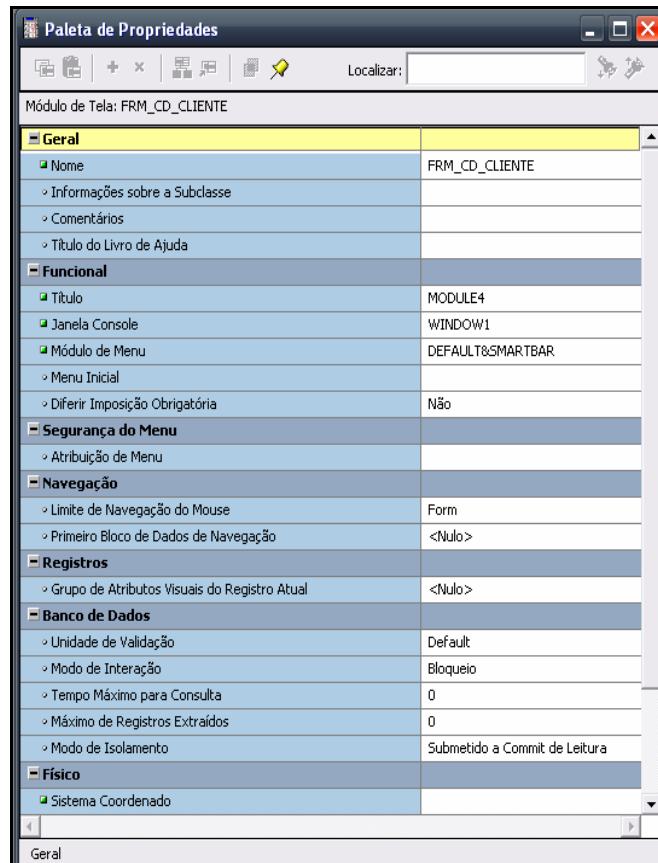 Paleta de Propriedades
Localizar:
Módulo de Tela: FRM_CD_CLIENTE
Geral
Nome FRM_CD_CLIENTE
Informações sobre a Subclasse
Comentários
Título do Livro de Ajuda
Funcional
Título MODULE4
Janela Console WINDOW1
Módulo de Menu DEFAULT&SMARTBAR
Menu Inicial
Diferir Imposição Obrigatória Não
Segurança do Menu
Atribuição de Menu
Navegação
Limite de Navegação do Mouse Form
Primeiro Bloco de Dados de Navegação <Nulo>
Registros
Grupo de Atributos Visuais do Registro Atual <Nulo>
Banco de Dados
Unidade de Validação Default
Modo de Interação Bloqueio
Tempo Máximo para Consulta 0
Máximo de Registros Extraídos 0
Modo de Isolamento Submetido a Commit de Leitura
Físico
Sistema Coordenado
Geral